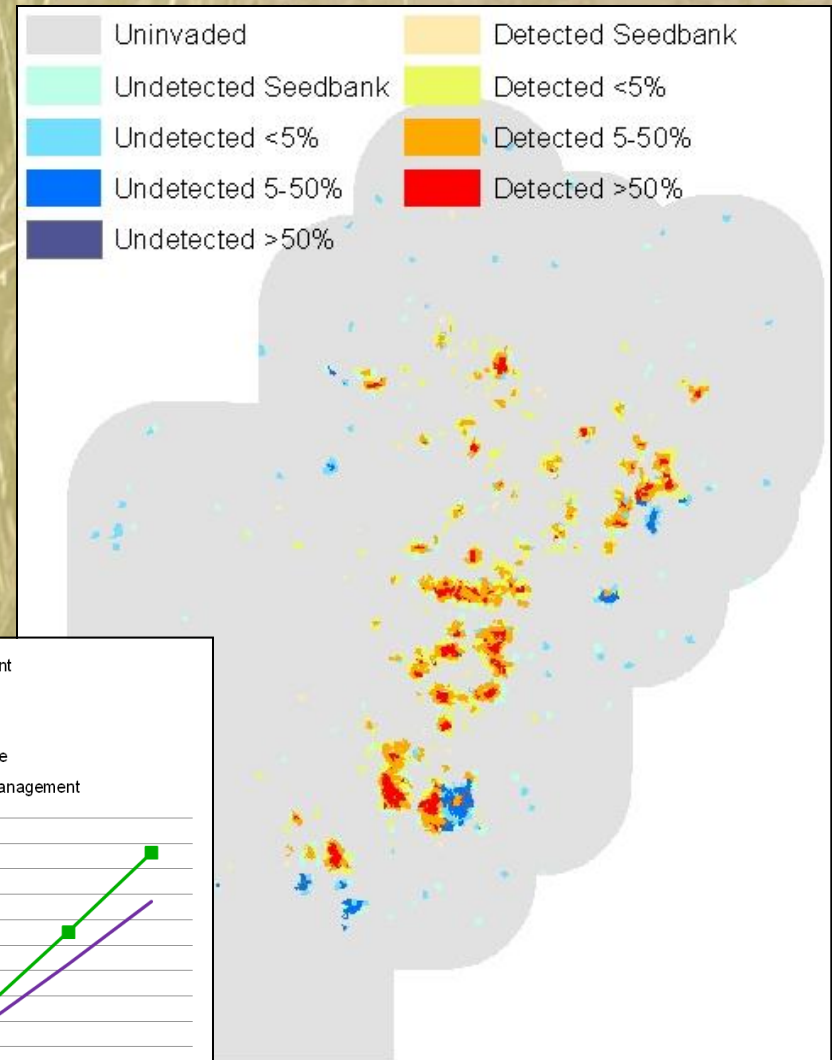 Uninvaded
Detected Seedbank
Undetected Seedbank
Detected <5%
Undetected <5%
Detected 5-50%
Undetected 5-50%
Detected >50%
Undetected >50%